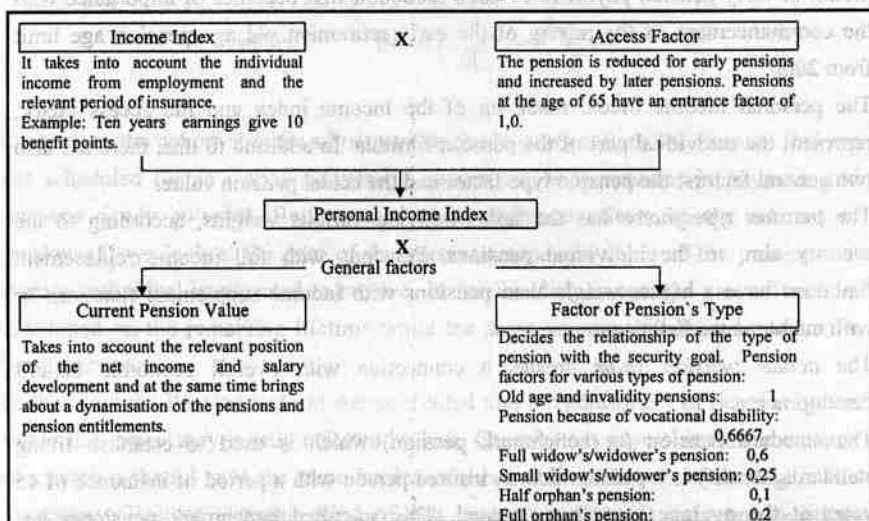 Income Index
X
Access Factor
It takes into account the individual
income from employment and the
relevant period of insurance.
Example: Ten years earnings give 10
benefit points.
The pension is reduced for early pensions
and increased by later pensions. Pensions
at the age of 65 have an entrance factor of
1,0.
Personal Income Index
X
General factors
Current Pension Value
Takes into account the relevant position
of the net income and salary
development and at the same time brings
about a dynamisation of the pensions and
pension entitlements.
Factor of Pension's Type
Decides the relationship of the type of
pension with the security goal. Pension
factors for various types of pension:
Old age and invalidity pensions: 1
Pension because of vocational disability:
0,6667
Full widow's/widower's pension: 0,6
Small widow's/widower's pension: 0,25
Half orphan's pension: 0,1
Full orphan's pension: 0,2